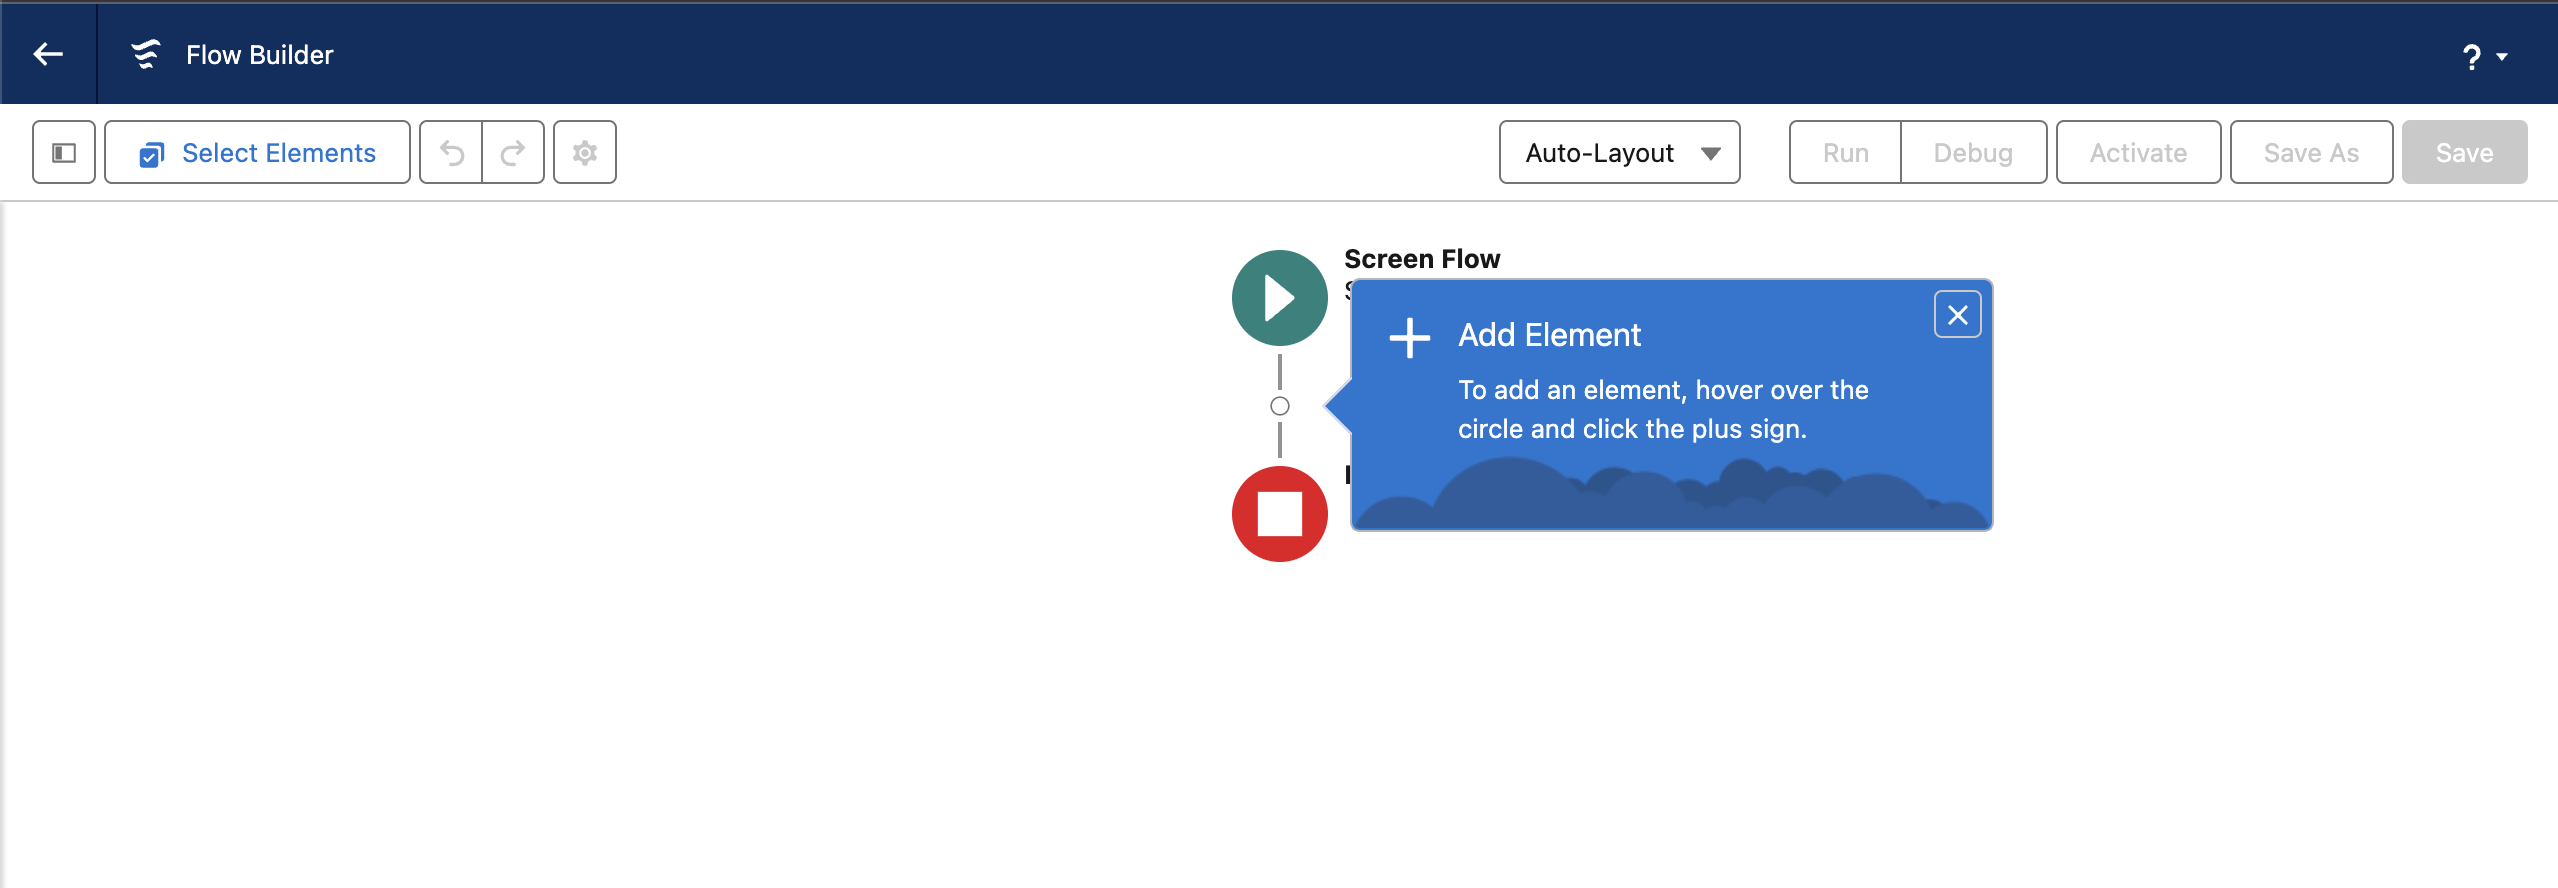 Flow Builder
?
Select Elements
Auto-Layout
Run
Debug
Activate
Save As
Save
Screen Flow
Add Element
To add an element, hover over the
circle and click the plus sign.